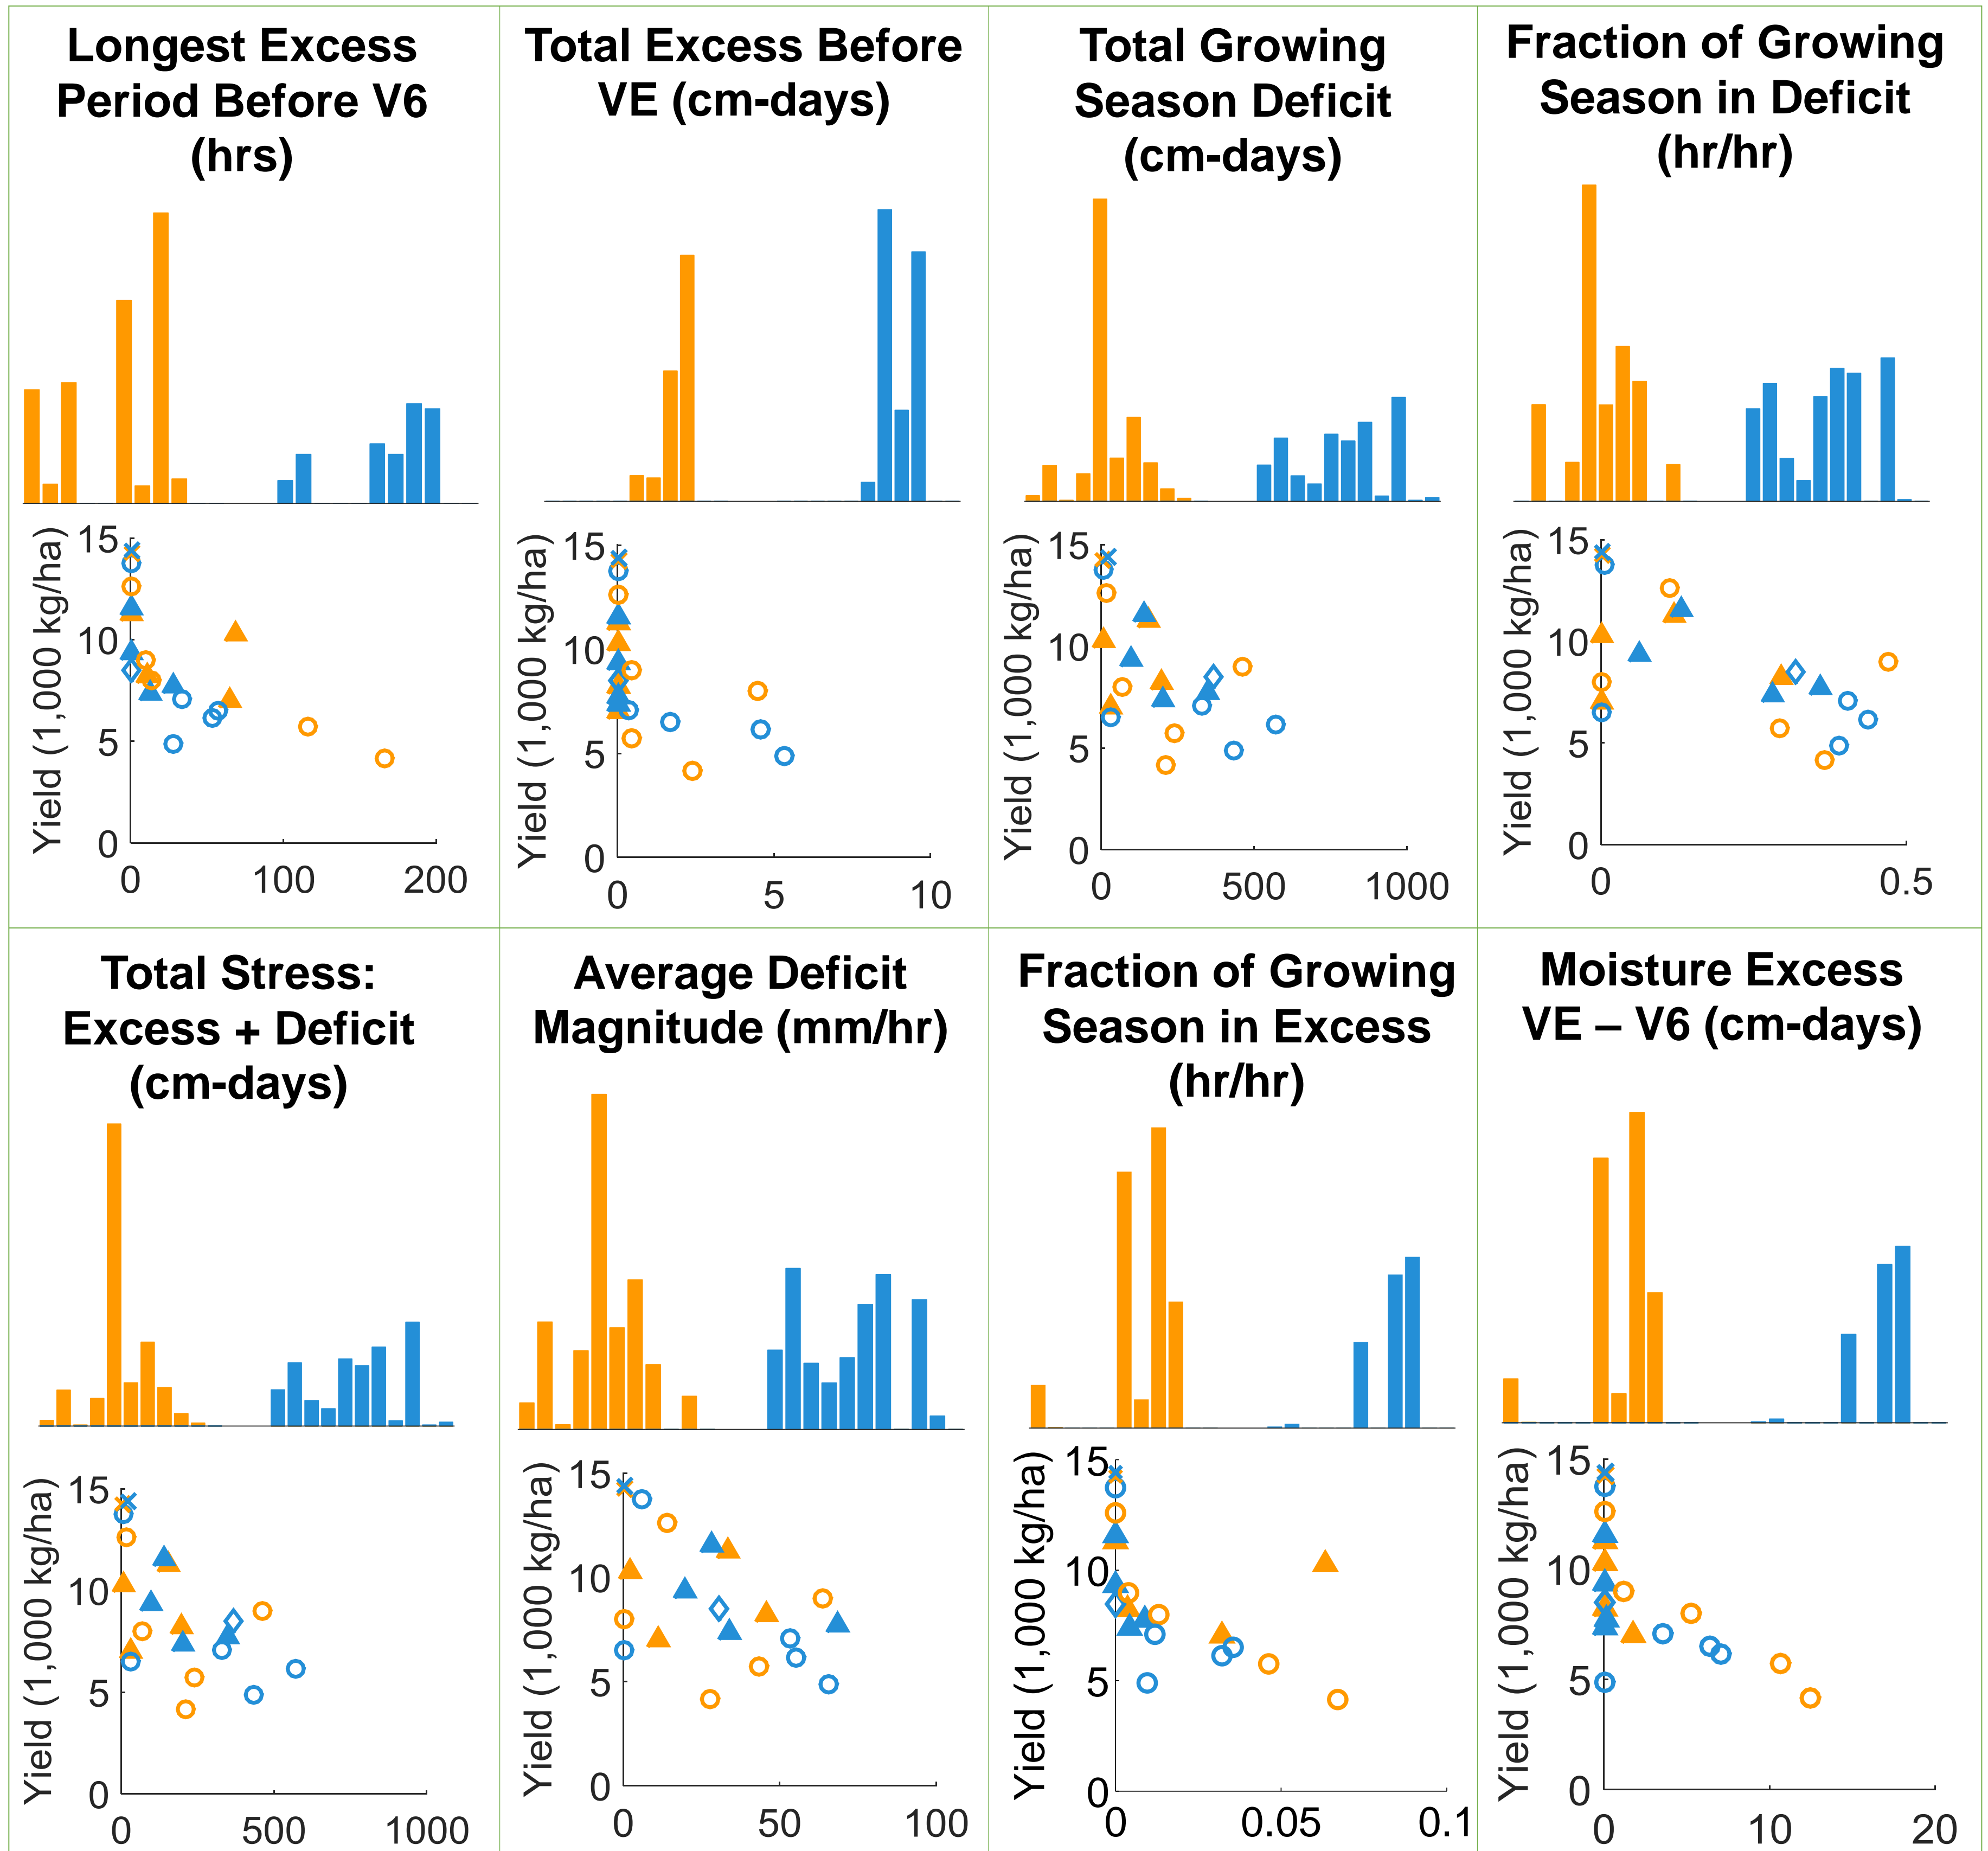 Longest Excess
Period Before V6
(hrs)
Yield (1,000 kg/ha)
15
10
5
0
0 100 200
Total Excess Before
VE (cm-days)
Yield (1,000 kg/ha)
15
10
5
0
0 5 10
Total Growing
Season Deficit
(cm-days)
Yield (1,000 kg/ha)
15
10
5
0
0 500 1000
Fraction of Growing
Season in Deficit
(hr/hr)
Yield (1,000 kg/ha)
15
10
5
0
0 0.5
Total Stress:
Excess + Deficit
(cm-days)
Yield (1,000 kg/ha)
15
10
5
0
0 500 1000
Average Deficit
Magnitude (mm/hr)
Yield (1,000 kg/ha)
15
10
5
0
0 50 100
Fraction of Growing
Season in Excess
(hr/hr)
Yield (1,000 kg/ha)
15
10
5
0
0 0.05 0.1
Moisture Excess
VE – V6 (cm-days)
Yield (1,000 kg/ha)
15
10
5
0
0 10 20